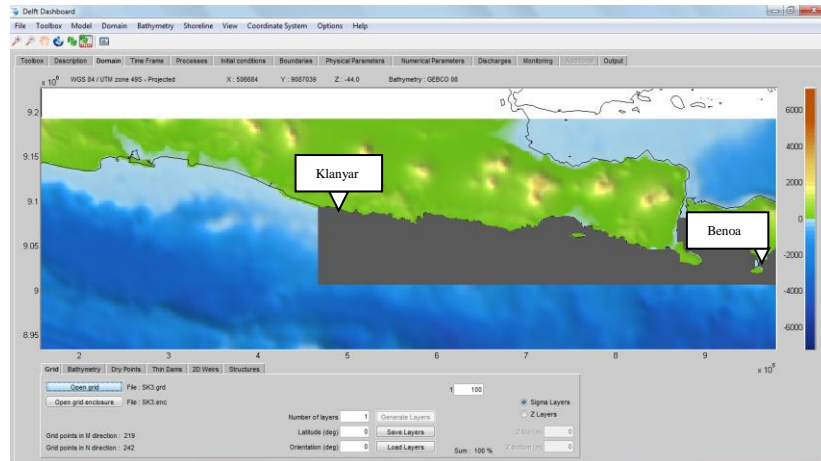 Delft Dashboard
File Toolbox Model Domain Bathymetry Shoreline View Coordinate System Options Help
Toolbox Description Domain Time Frame Processes Initial conditions Boundaries Physical Parameters Numerical Parameters Discharges Monitoring Additional Output
x 10^6 WGS 84 / UTM zone 49S - Projected X : 506684 Y : 9087039 Z : -44.0 Bathymetry : GEBCO 08
9.2
6000
9.15
4000
Klanyar
2000
9.1
0
Benoa
9.05
-2000
9
-4000
8.95
-6000
2 3 4 5 6 7 8 9
x 10^5
Grid Bathymetry Dry Points Thin Dams 2D Weirs Structures
Open grid File : SK3.grd 1 100
Open grid enclosure File : SK3.enc Sigma Layers
Number of layers 1 Generate Layers Z Layers
Latitude (deg) 0 Save Layers Z top (m) 0
Grid points in M direction : 219
Grid points in N direction : 242 Orientation (deg) 0 Load Layers Sum : 100 % Z bottom (m) 0